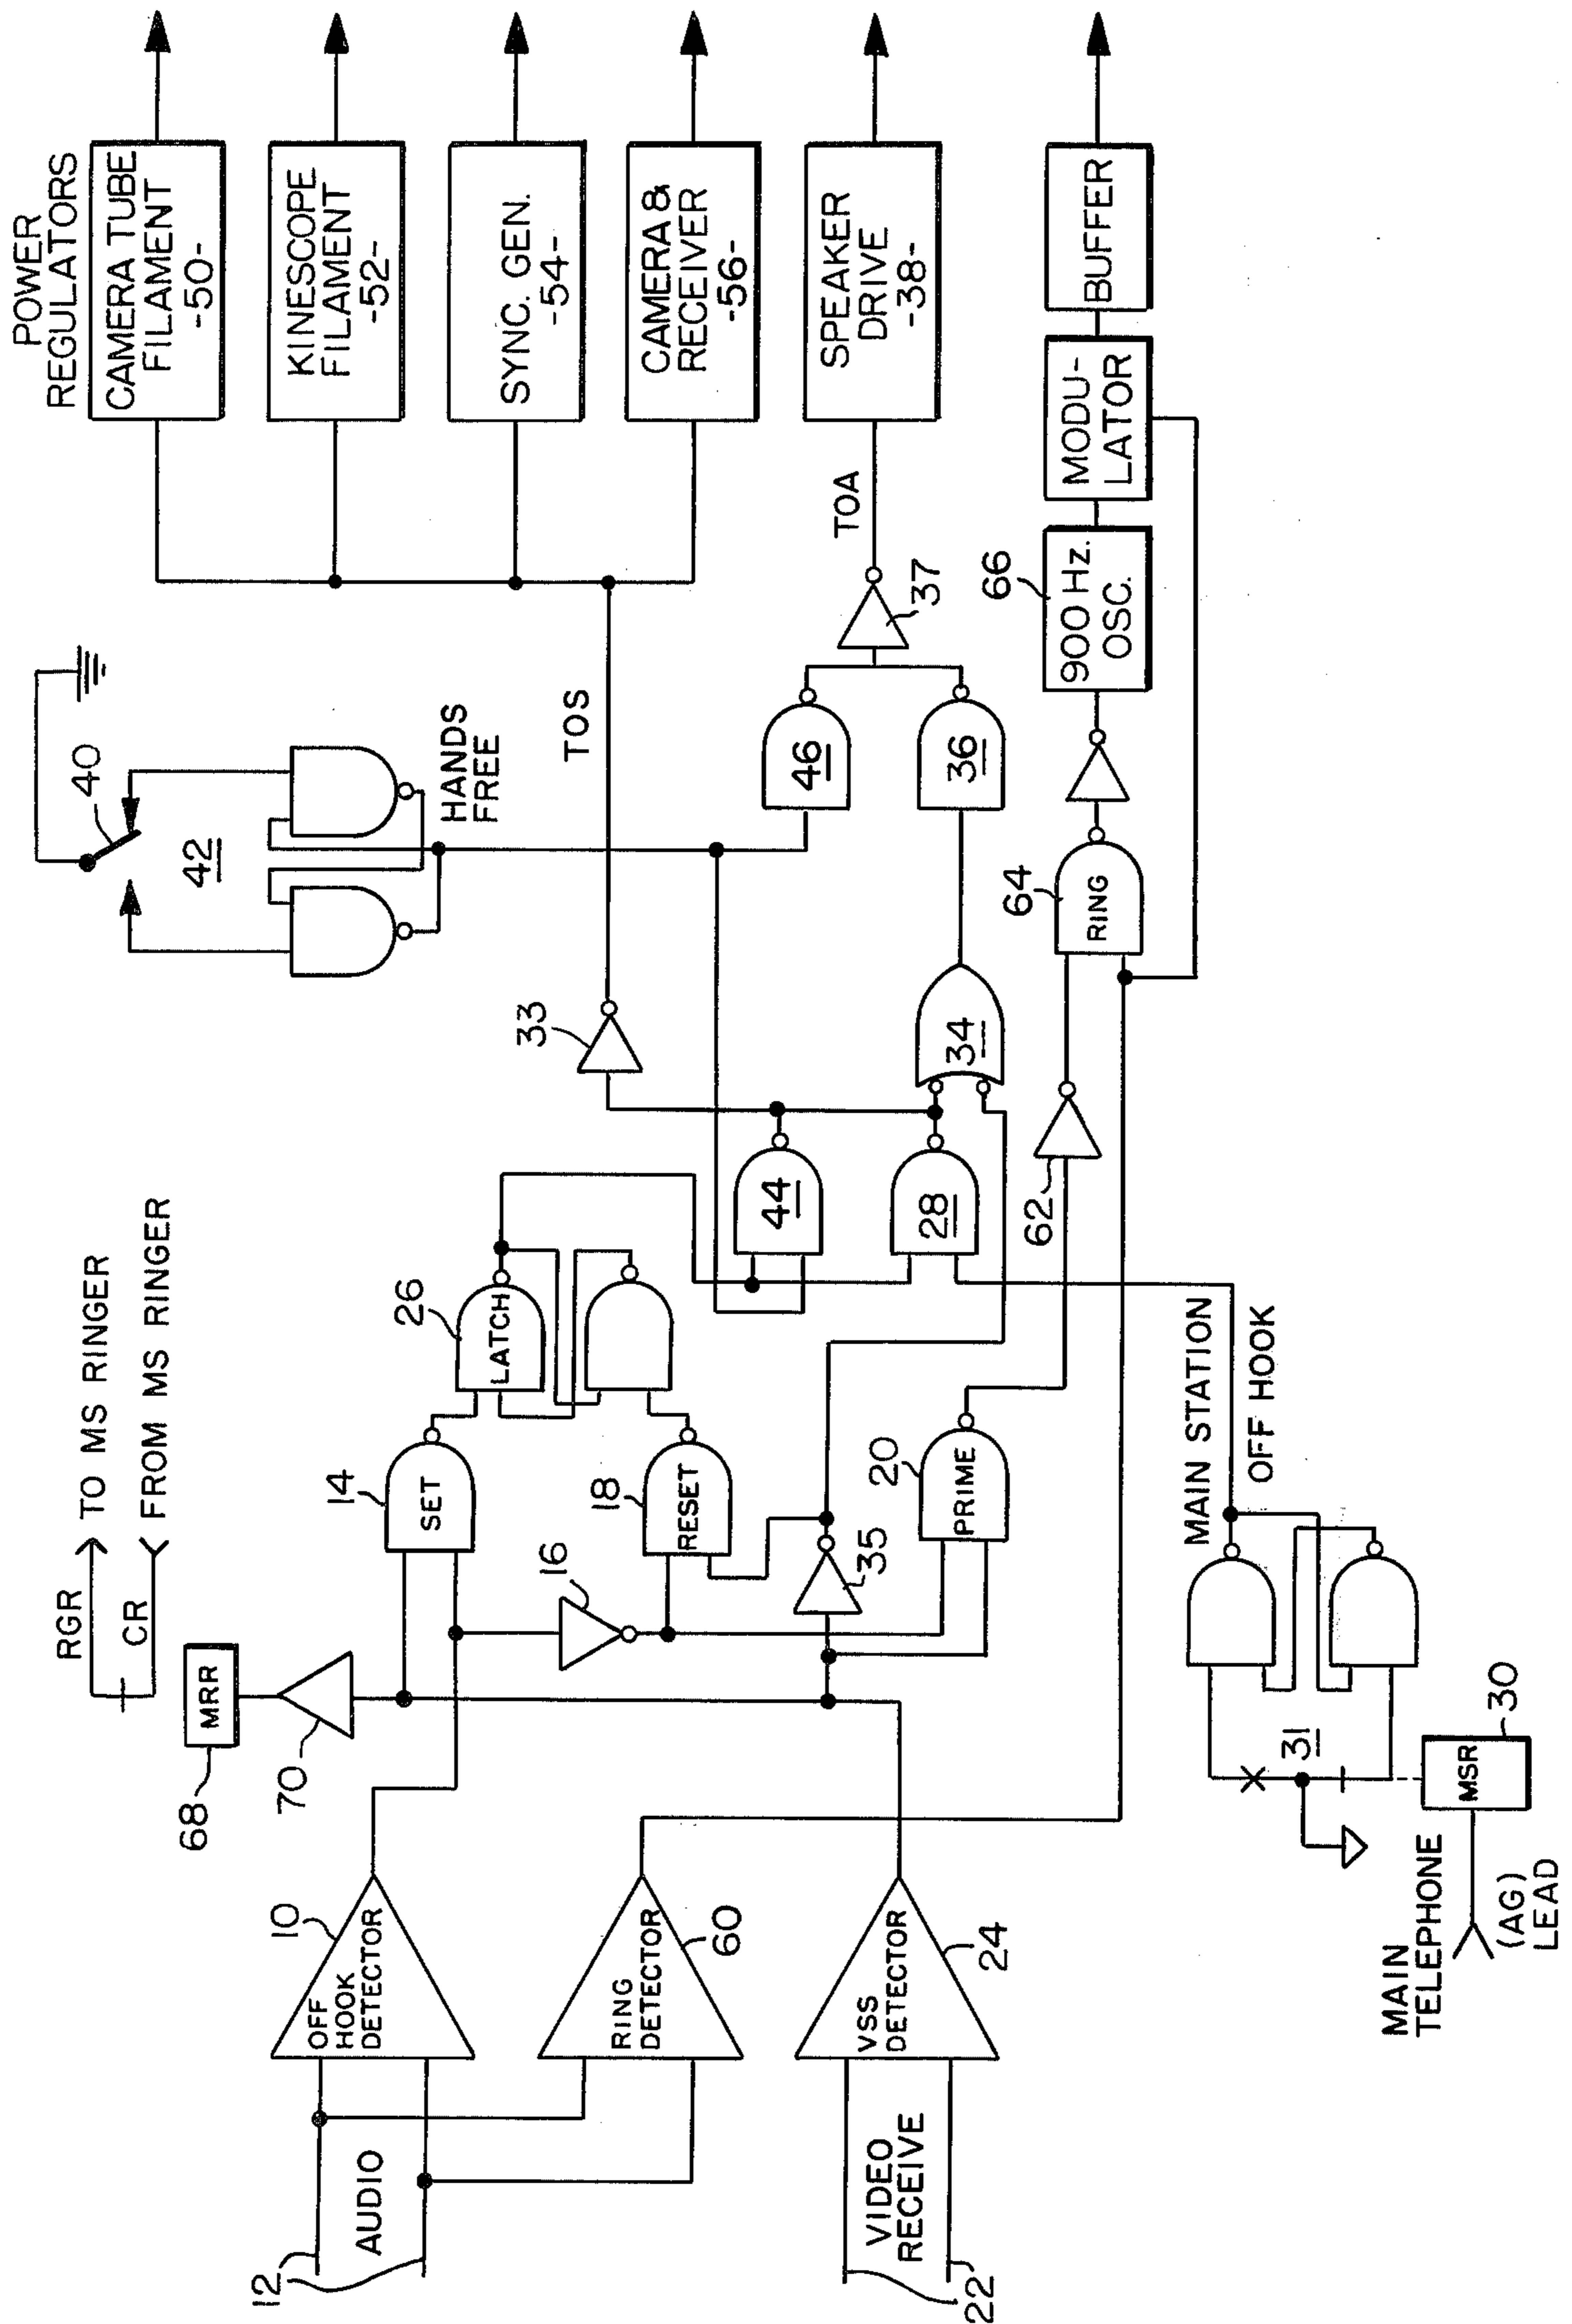 POWER
REGULATORS
CAMERA TUBE
FILAMENT
-50-
KINESCOPE
FILAMENT
-52-
SYNC. GEN.
-54-
CAMERA &
RECEIVER
-56-
SPEAKER
DRIVE
-38-
BUFFER
MODU-
LATOR
900 Hz.
OSC.
66
TOA
37
40
42
HANDS
FREE
TOS
46
36
64
RING
33
34
44
28
62
RGR
TO MS RINGER
CR
FROM MS RINGER
26
LATCH
14
SET
18
RESET
16
35
20
PRIME
MAIN STATION
OFF HOOK
MRR
68
70
31
30
MSR
MAIN
TELEPHONE
(AG)
LEAD
10
OFF
HOOK
DETECTOR
RING
DETECTOR
60
VSS
DETECTOR
24
12
AUDIO
VIDEO
RECEIVE
22